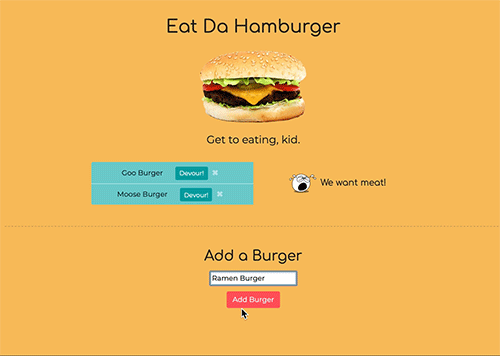 Eat Da Hamburger
Get to eating, kid.
Goo Burger Devour! ⌘
Moose Burger Devour! ⌘
We want meat!
Add a Burger
Ramen Burger
Add Burger